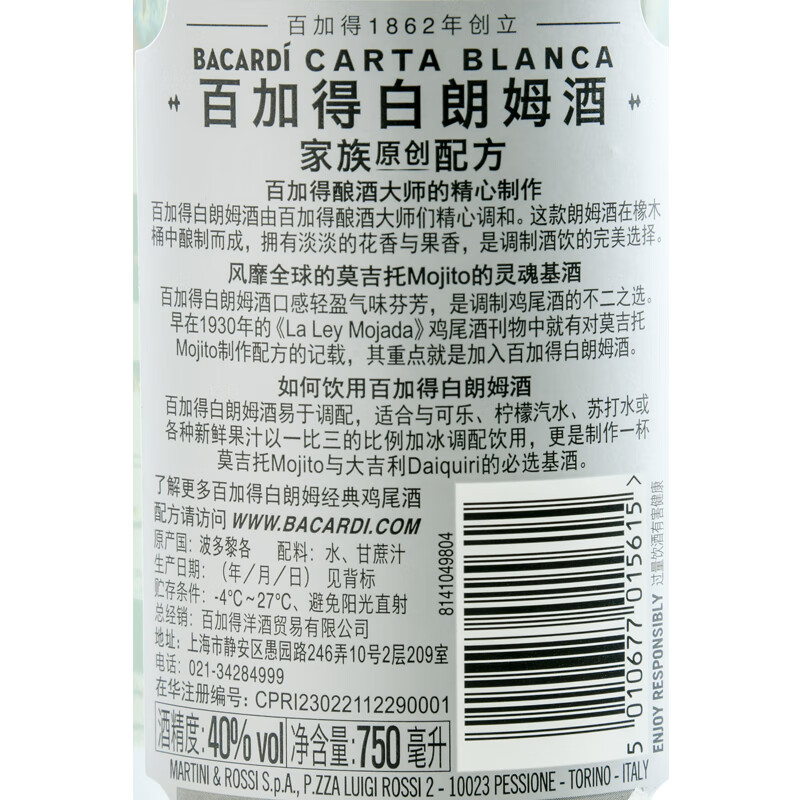 百加得1862年创立
BACARDÍ CARTA BLANCA
百加得白朗姆酒
家族原创配方
百加得酿酒大师的精心制作
百加得白朗姆酒由百加得酿酒大师们精心调和。这款朗姆酒在橡木
桶中酿制而成，拥有淡淡的花香与果香，是调制酒饮的完美选择。
风靡全球的莫吉托Mojito的灵魂基酒
百加得白朗姆酒口感轻盈气味芬芳，是调制鸡尾酒的不二之选。
早在1930年的《La Ley Mojada》鸡尾酒刊物中就有对莫吉托
Mojito制作配方的记载，其重点就是加入百加得白朗姆酒。
如何饮用百加得白朗姆酒
百加得白朗姆酒易于调配，适合与可乐、柠檬汽水、苏打水或
各种新鲜果汁以一比三的比例加冰调配饮用，更是制作一杯
莫吉托Mojito与大吉利Daiquiri的必选基酒。
了解更多百加得白朗姆经典鸡尾酒
配方请访问 WWW.BACARDI.COM
原产国：波多黎各 配料：水、甘蔗汁
生产日期：（年/月/日）见背标
贮存条件：-4℃~27℃、避免阳光直射
总经销：百加得洋酒贸易有限公司
地址：上海市静安区愚园路246弄10号2层209室
电话：021-34284999
在华注册编号：CPRI23022112290001
酒精度:40% vol 净含量:750 毫升
MARTINI & ROSSI S.p.A., P.ZZA LUIGI ROSSI 2 - 10023 PESSIONE - TORINO - ITALY
8141049804
5 010677 015615 >
ENJOY RESPONSIBLY 过量饮酒有害健康